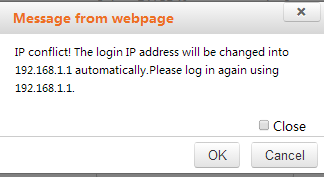 Message from webpage
IP conflict! The login IP address will be changed into
192.168.1.1 automatically.Please log in again using
192.168.1.1.
Close
OK Cancel